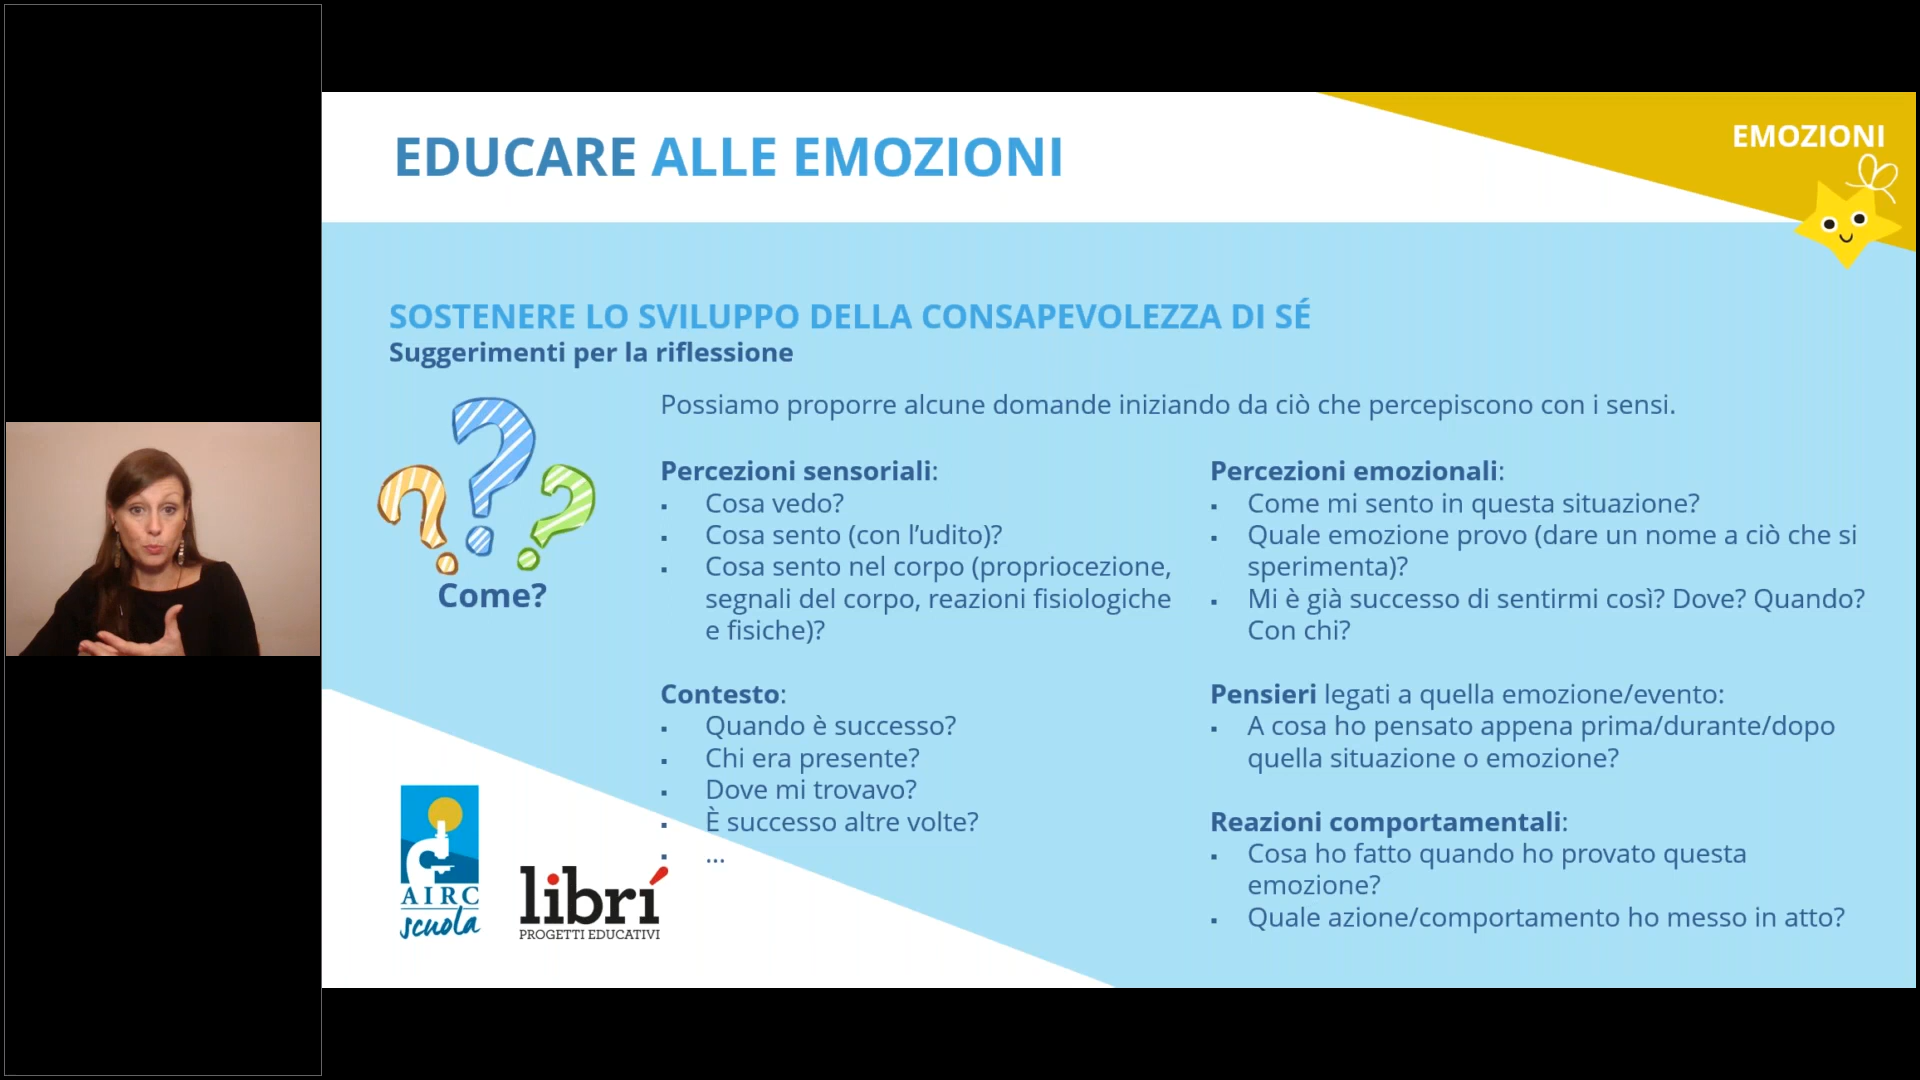 EDUCARE ALLE EMOZIONI
EMOZIONI
SOSTENERE LO SVILUPPO DELLA CONSAPEVOLEZZA DI SÉ
Suggerimenti per la riflessione
Possiamo proporre alcune domande iniziando da ciò che percepiscono con i sensi.
Come?
Percezioni sensoriali:
▪ Cosa vedo?
▪ Cosa sento (con l’udito)?
▪ Cosa sento nel corpo (propriocezione,
segnali del corpo, reazioni fisiologiche
e fisiche)?
Contesto:
▪ Quando è successo?
▪ Chi era presente?
▪ Dove mi trovavo?
▪ È successo altre volte?
▪ ...
Percezioni emozionali:
▪ Come mi sento in questa situazione?
▪ Quale emozione provo (dare un nome a ciò che si
sperimenta)?
▪ Mi è già successo di sentirmi così? Dove? Quando?
Con chi?
Pensieri legati a quella emozione/evento:
▪ A cosa ho pensato appena prima/durante/dopo
quella situazione o emozione?
Reazioni comportamentali:
▪ Cosa ho fatto quando ho provato questa
emozione?
▪ Quale azione/comportamento ho messo in atto?
AIRC
scuola
librí
PROGETTI EDUCATIVI